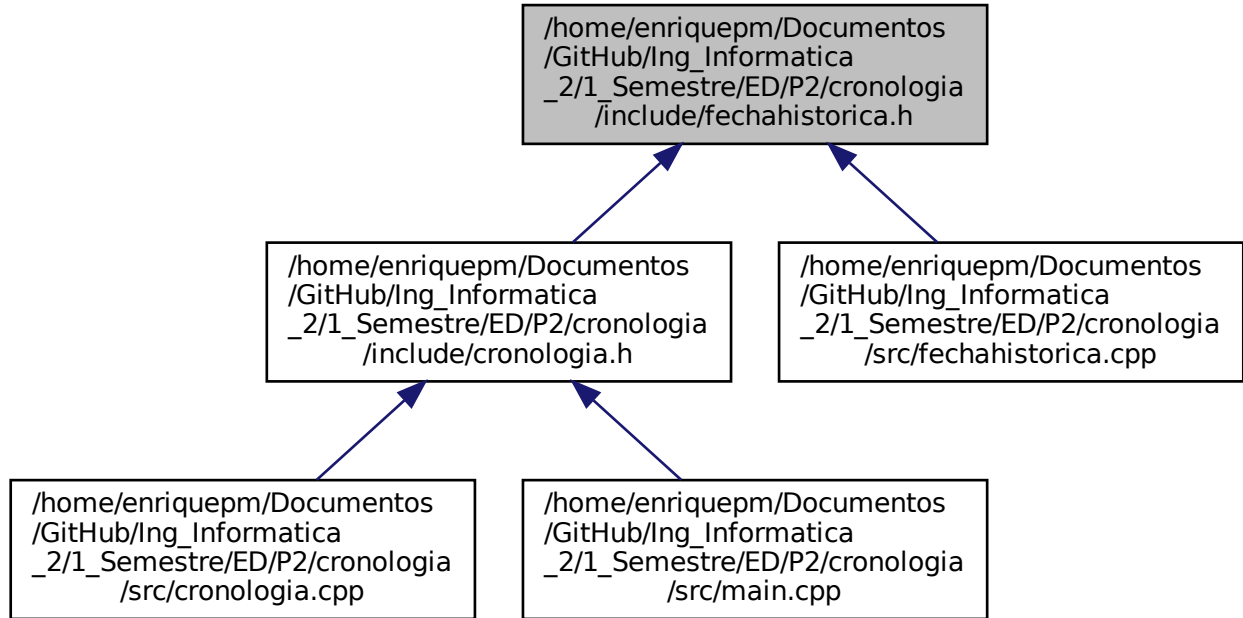 /home/enriquepm/Documentos
/GitHub/Ing_Informatica
_2/1_Semestre/ED/P2/cronologia
/include/fechahistorica.h
/home/enriquepm/Documentos
/GitHub/Ing_Informatica
_2/1_Semestre/ED/P2/cronologia
/include/cronologia.h
/home/enriquepm/Documentos
/GitHub/Ing_Informatica
_2/1_Semestre/ED/P2/cronologia
/src/fechahistorica.cpp
/home/enriquepm/Documentos
/GitHub/Ing_Informatica
_2/1_Semestre/ED/P2/cronologia
/src/cronologia.cpp
/home/enriquepm/Documentos
/GitHub/Ing_Informatica
_2/1_Semestre/ED/P2/cronologia
/src/main.cpp